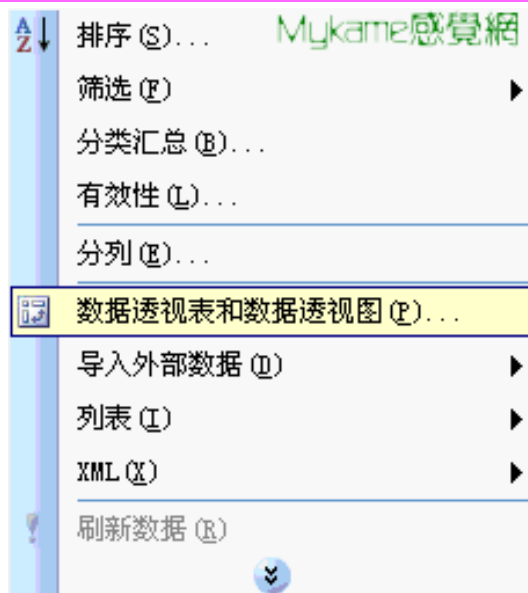 排序(S)... Mykame感覺網
筛选(F)
分类汇总(B)...
有效性(L)...
分列(E)...
数据透视表和数据透视图(P)...
导入外部数据(D)
列表(I)
XML(X)
刷新数据(R)